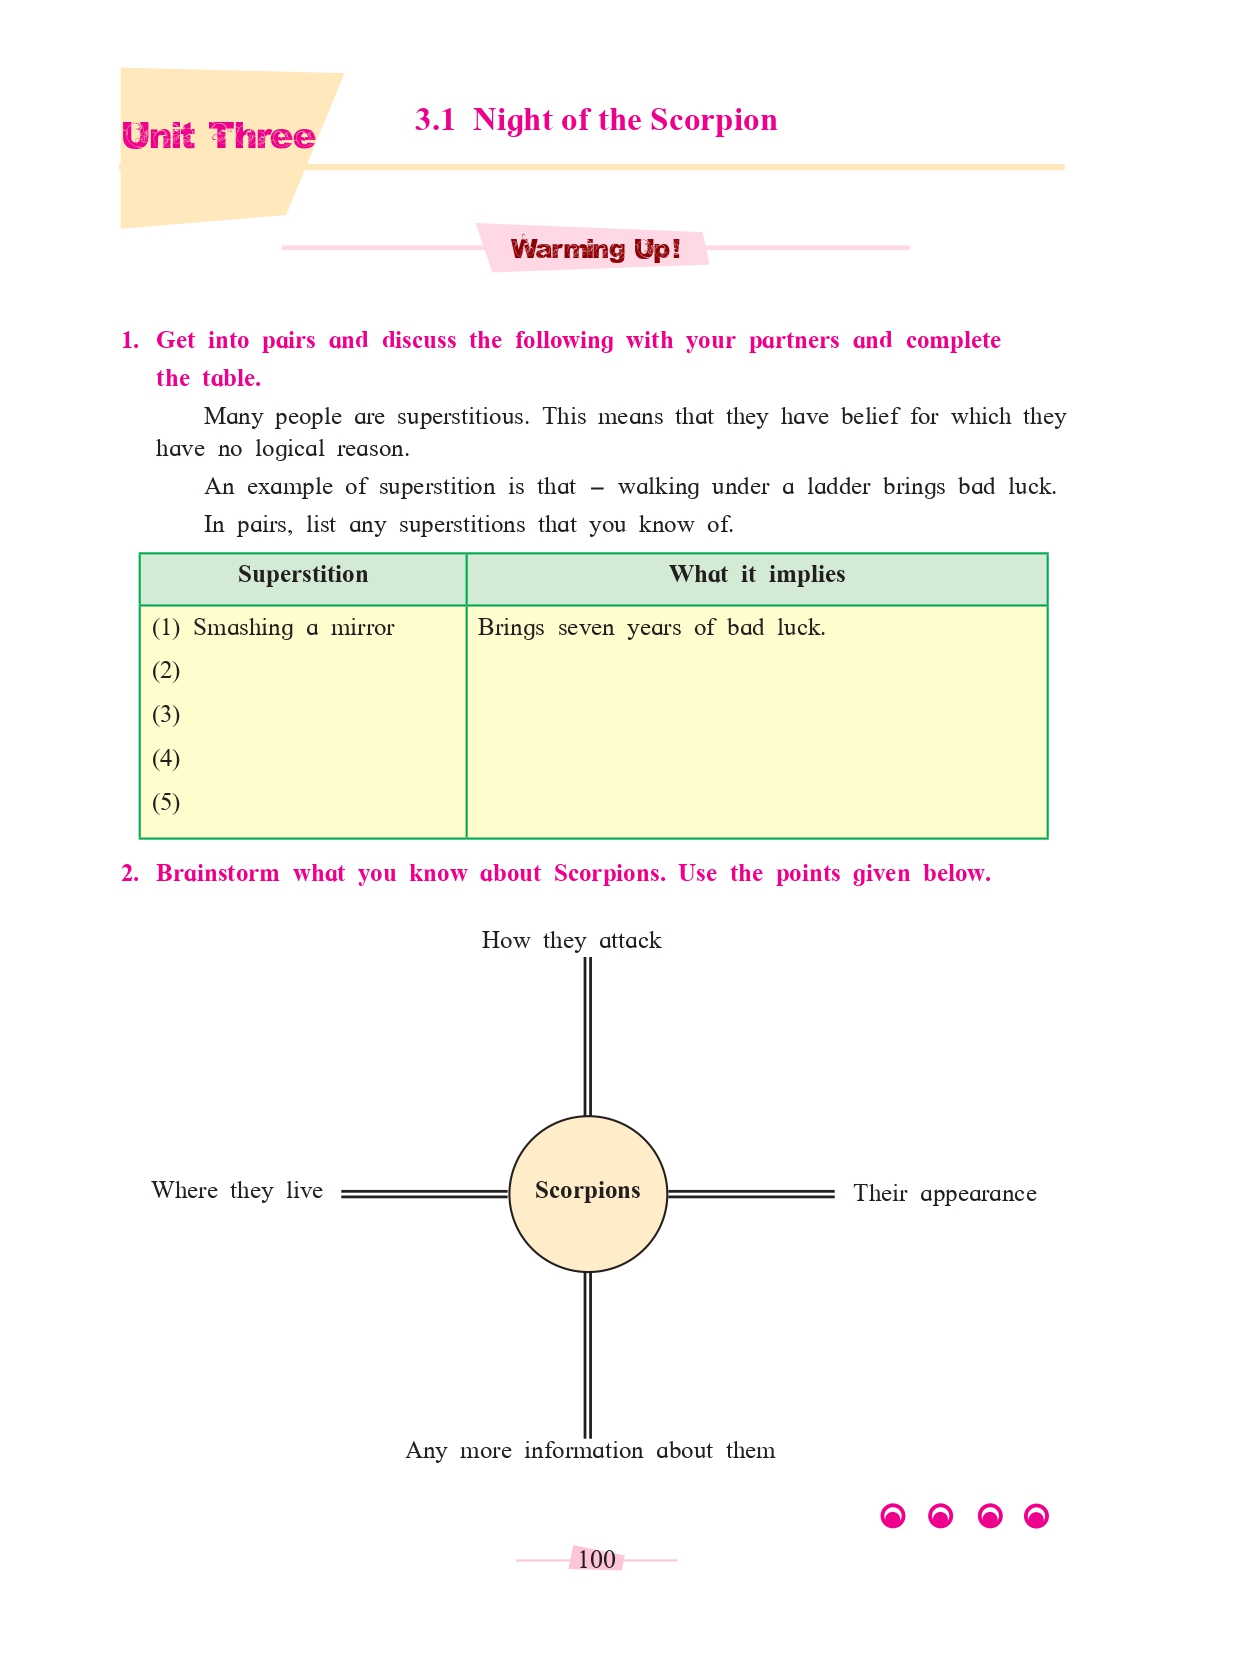 Unit Three
3.1 Night of the Scorpion
Warming Up!
1. Get into pairs and discuss the following with your partners and complete
the table.
Many people are superstitious. This means that they have belief for which they
have no logical reason.
An example of superstition is that – walking under a ladder brings bad luck.
In pairs, list any superstitions that you know of.
Superstition What it implies
(1) Smashing a mirror Brings seven years of bad luck.
(2)
(3)
(4)
(5)
2. Brainstorm what you know about Scorpions. Use the points given below.
How they attack
Where they live Scorpions Their appearance
Any more information about them
100